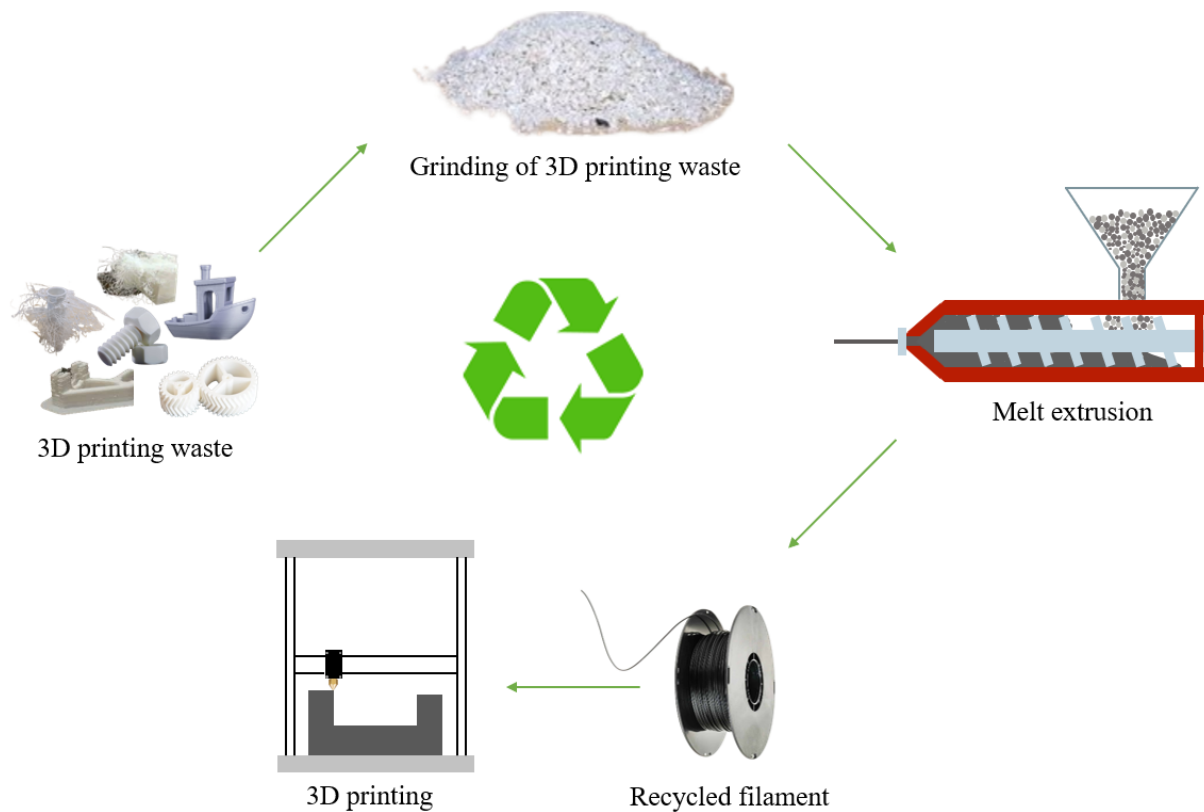 Grinding of 3D printing waste
3D printing waste
Melt extrusion
3D printing
Recycled filament